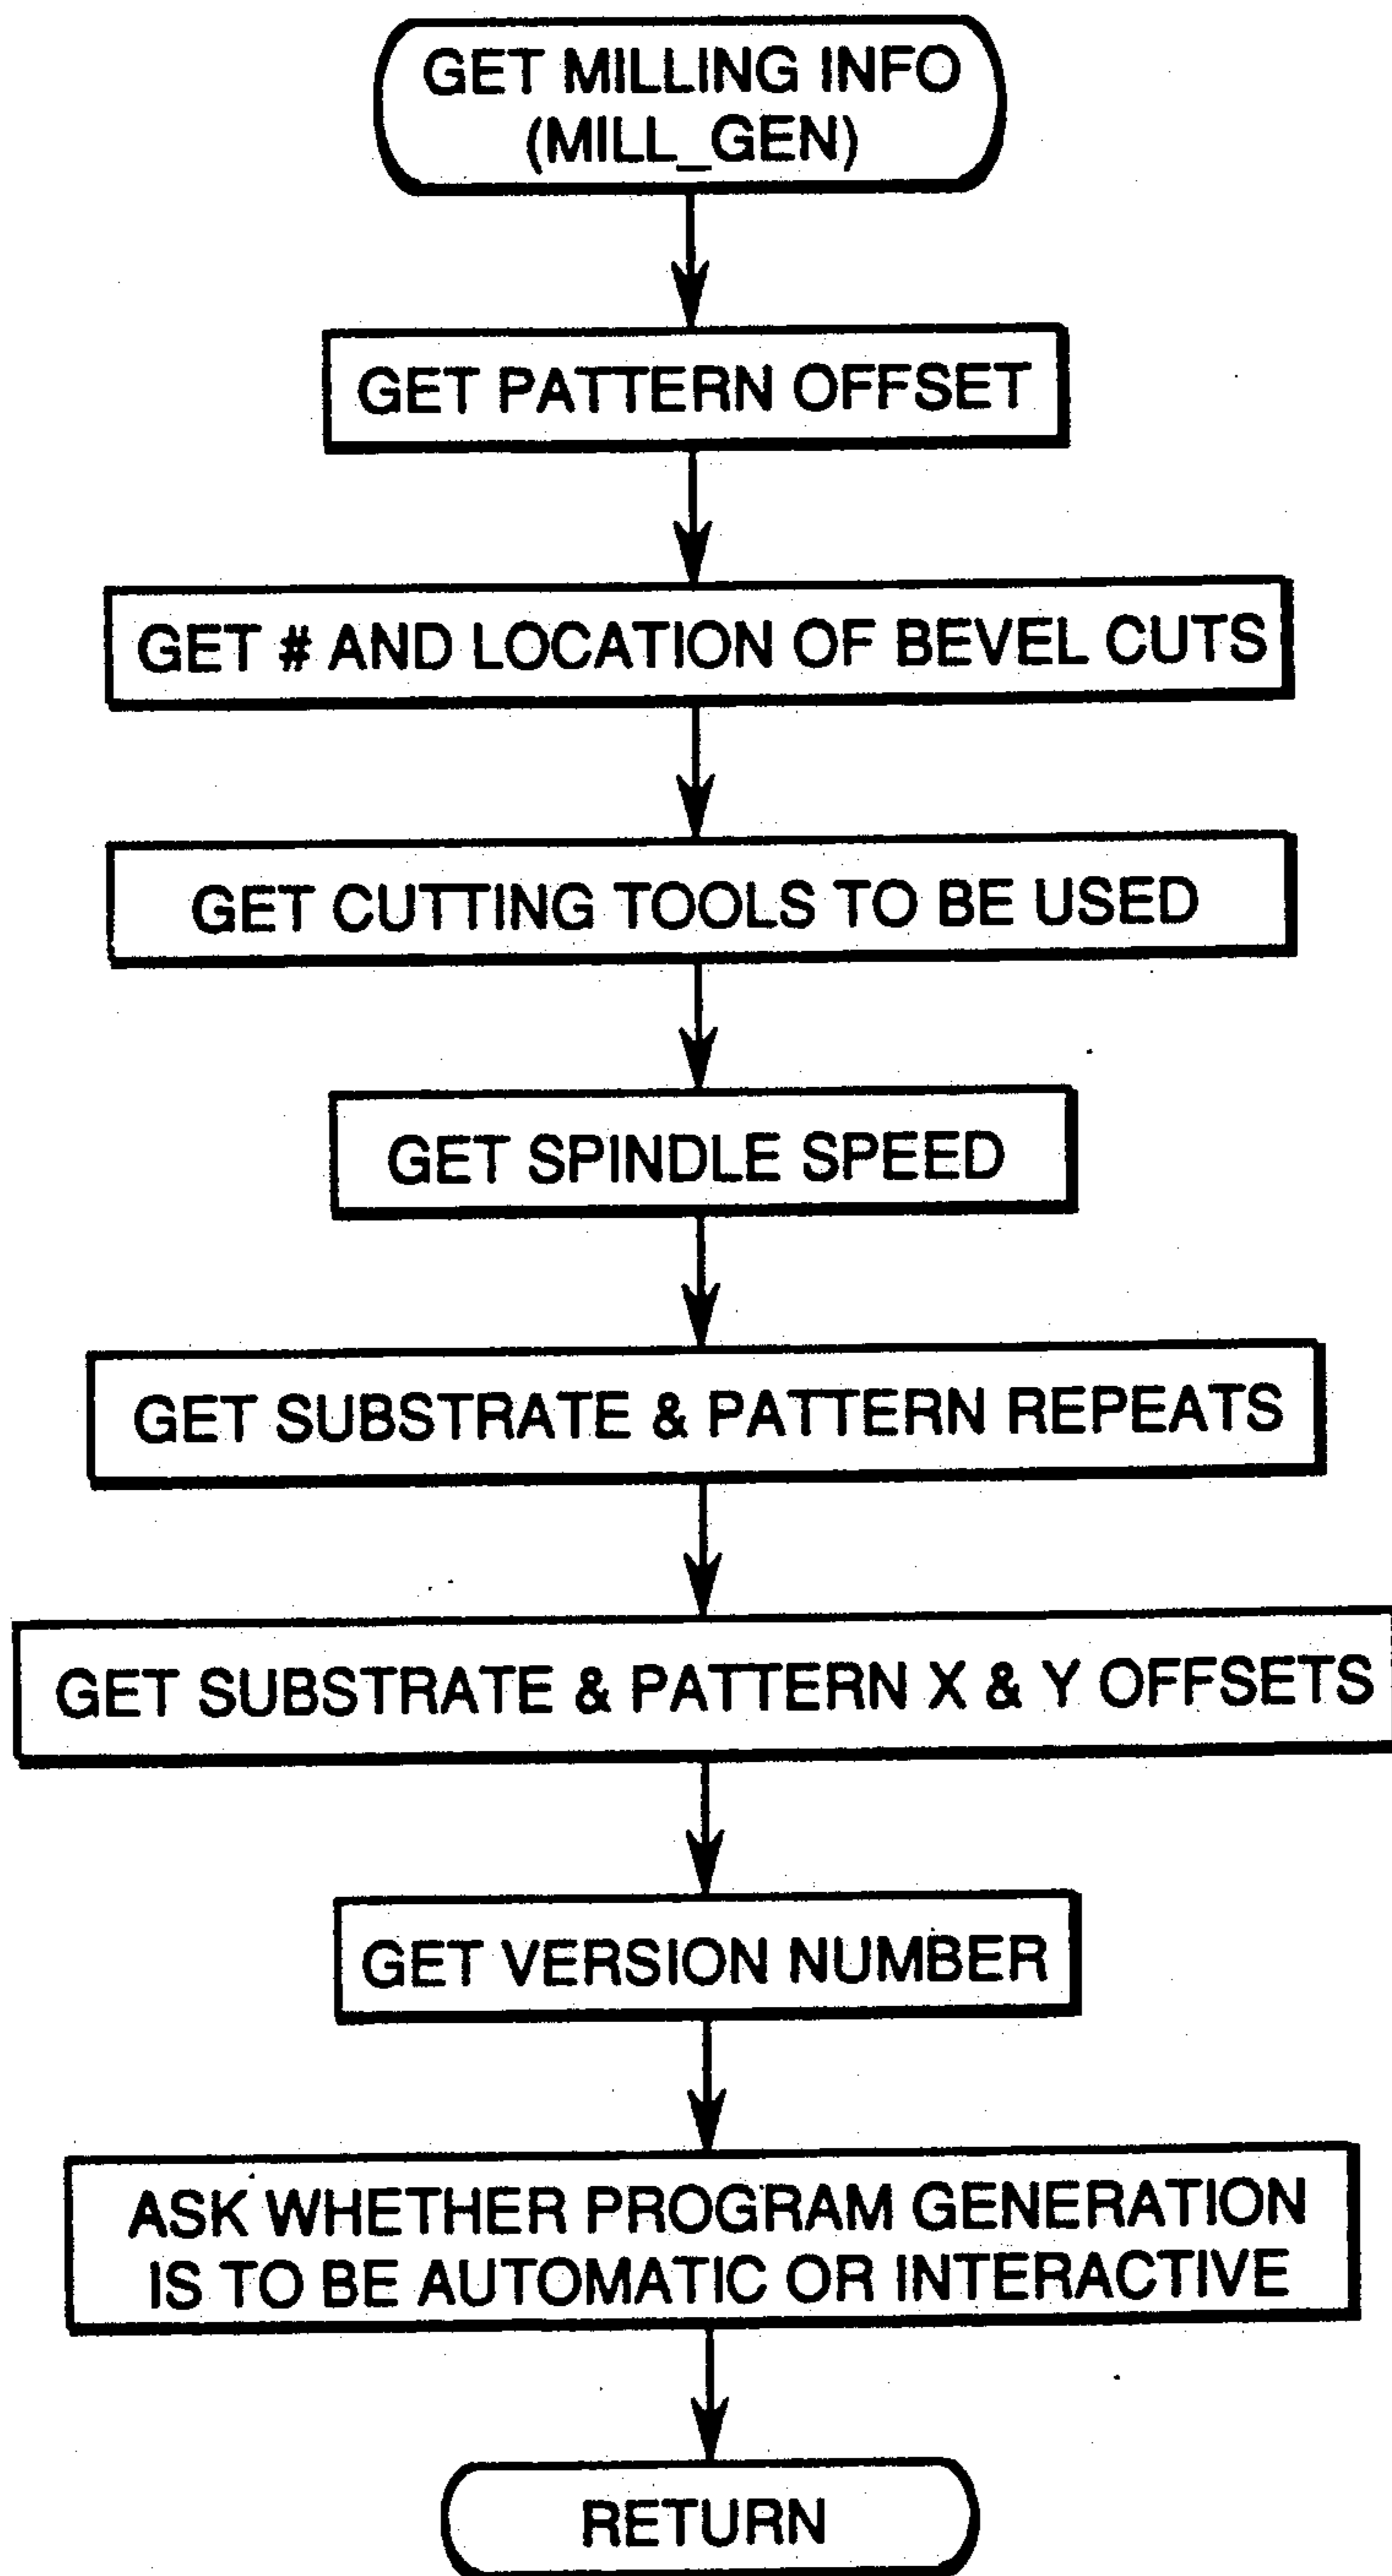 GET MILLING INFO
(MILL_GEN)
GET PATTERN OFFSET
GET # AND LOCATION OF BEVEL CUTS
GET CUTTING TOOLS TO BE USED
GET SPINDLE SPEED
GET SUBSTRATE & PATTERN REPEATS
GET SUBSTRATE & PATTERN X & Y OFFSETS
GET VERSION NUMBER
ASK WHETHER PROGRAM GENERATION
IS TO BE AUTOMATIC OR INTERACTIVE
RETURN